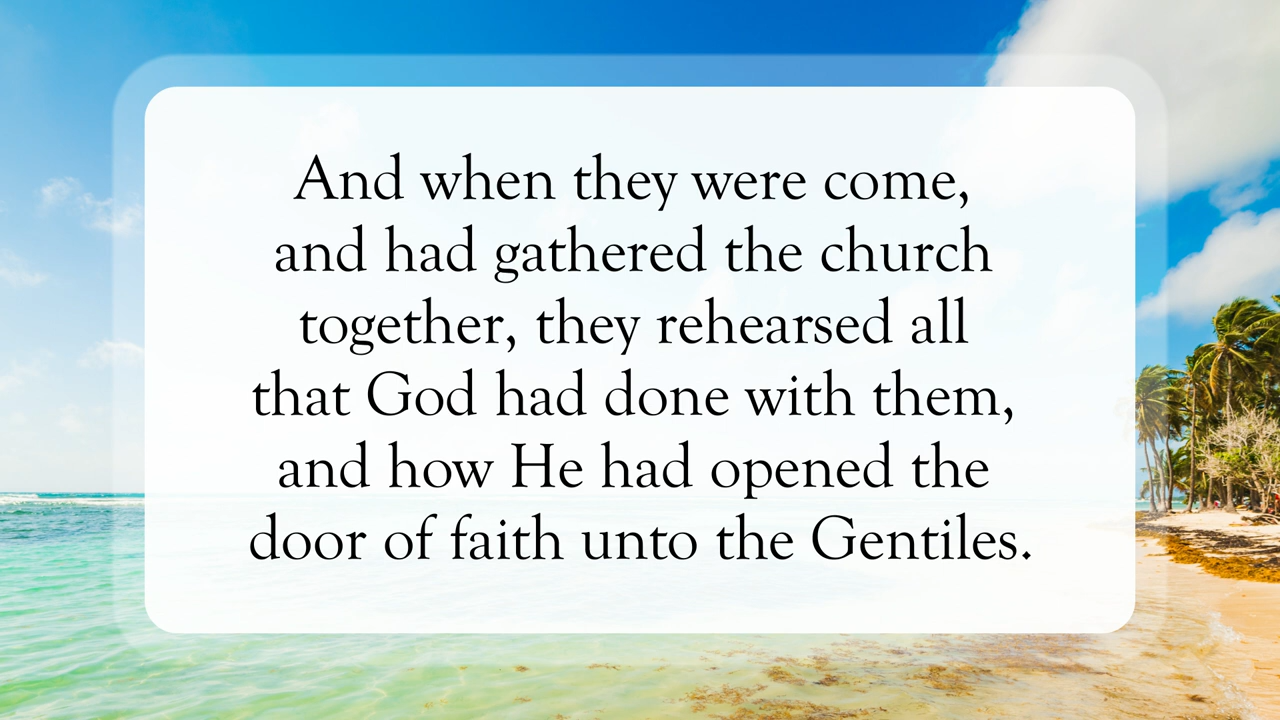 And when they were come,
and had gathered the church
together, they rehearsed all
that God had done with them,
and how He had opened the
door of faith unto the Gentiles.